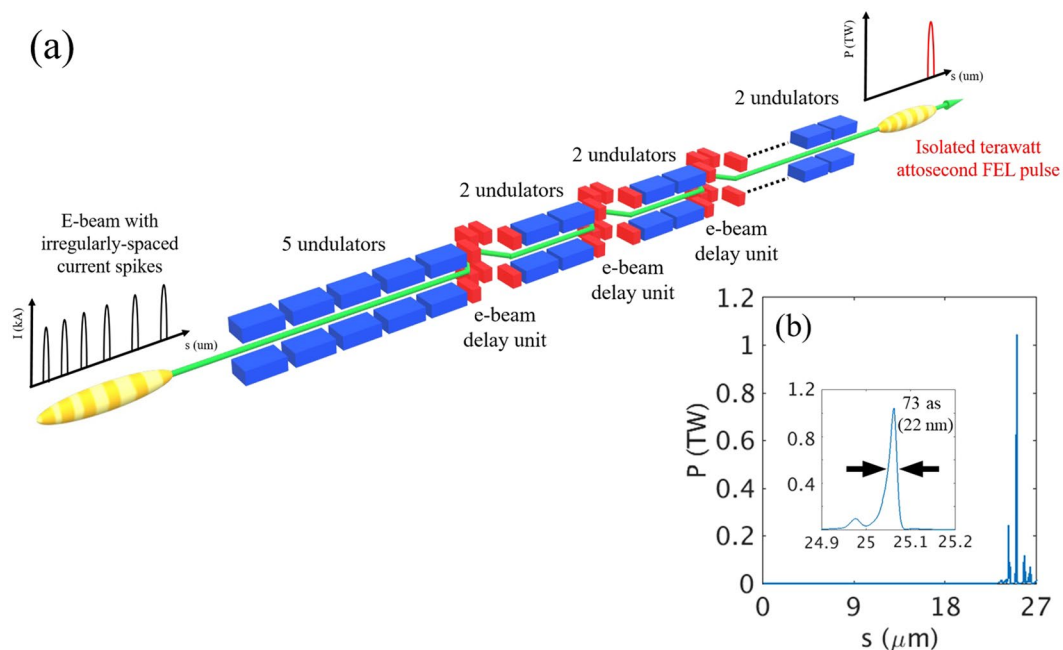 (a)
P (TW)
s (um)
2 undulators
Isolated terawatt
attosecond FEL pulse
2 undulators
2 undulators
5 undulators
E-beam with
irregularly-spaced
current spikes
I (kA)
s (um)
e-beam
delay unit
e-beam
delay unit
e-beam
delay unit
(b)
1.2
1
0.8
0.6
0.4
0.2
0
P (TW)
0
9
18
27
s (μm)
1.2
0.8
0.4
24.9
25
25.1
25.2
73 as
(22 nm)